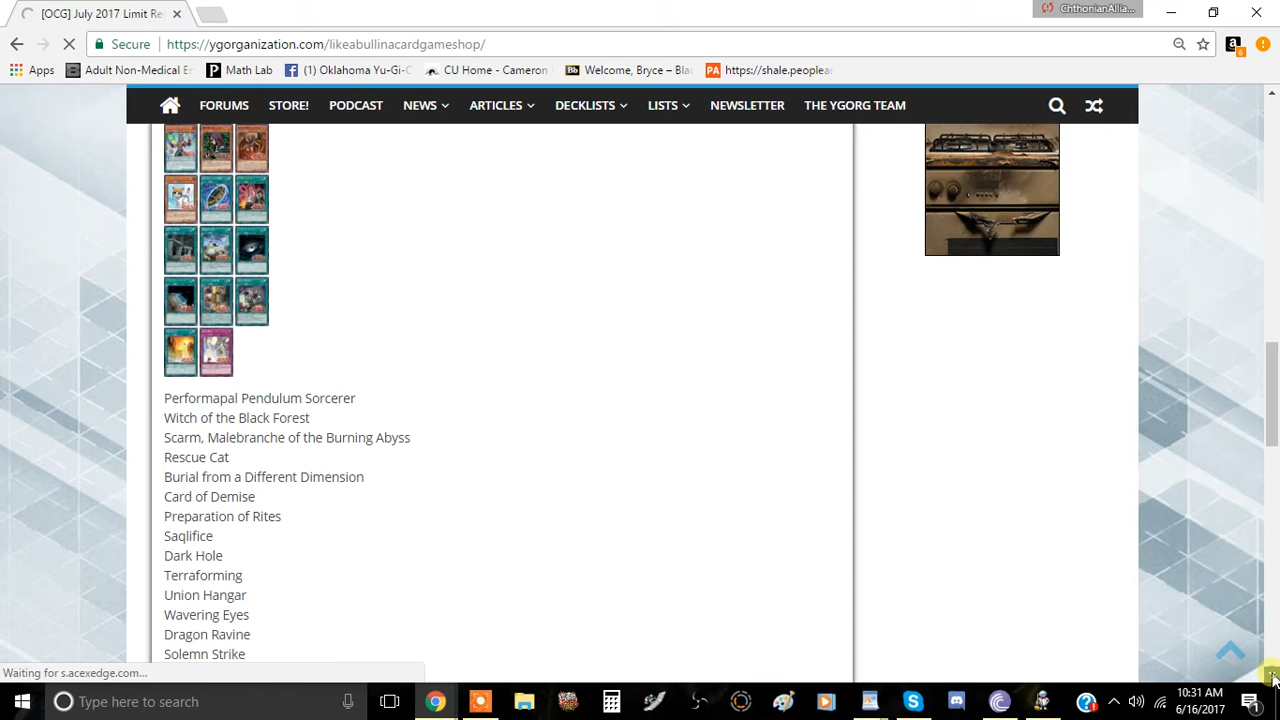 [OCG] July 2017 Limit Re
ChthonianAllia...
Secure
https://ygorganization.com/likeabullinacardgameshop/
6
Apps
Adult Non-Medical E
Math Lab
(1) Oklahoma Yu-Gi-C
CU Home - Cameron
Bb
Welcome, Bryce – Bla
PA
https://shale.peoplea
FORUMS
STORE!
PODCAST
NEWS
ARTICLES
DECKLISTS
LISTS
NEWSLETTER
THE YGORG TEAM
Performapal Pendulum Sorcerer
Witch of the Black Forest
Scarm, Malebranche of the Burning Abyss
Rescue Cat
Burial from a Different Dimension
Card of Demise
Preparation of Rites
Saqlifice
Dark Hole
Terraforming
Union Hangar
Wavering Eyes
Dragon Ravine
Solemn Strike
Waiting for s.acexedge.com...
Type here to search
10:31 AM
6/16/2017
1